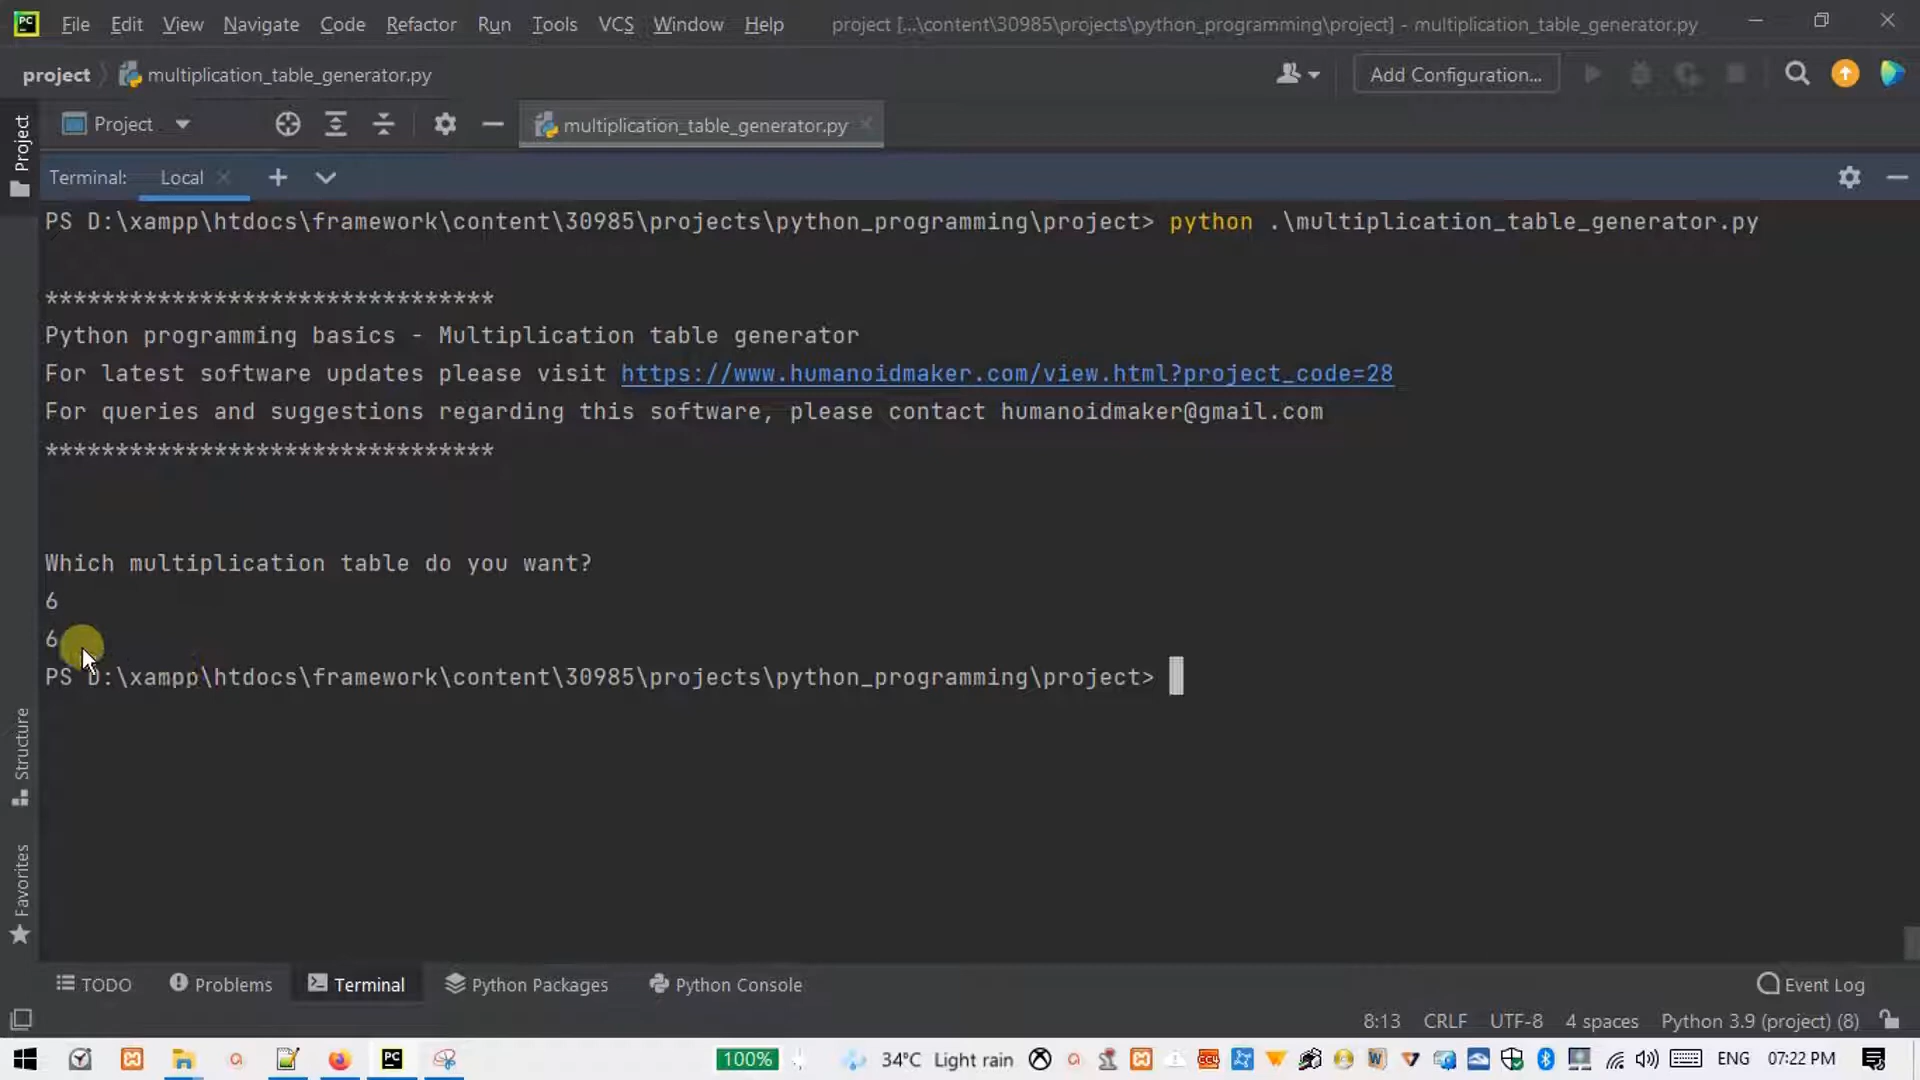 PC File Edit View Navigate Code Refactor Run Tools VCS Window Help project [...\content\30985\projects\python_programming\project] - multiplication_table_generator.py
project multiplication_table_generator.py Add Configuration...
Project multiplication_table_generator.py
Project
Terminal: Local
PS D:\xampp\htdocs\framework\content\30985\projects\python_programming\project> python .\multiplication_table_generator.py
********************************
Python programming basics - Multiplication table generator
For latest software updates please visit https://www.humanoidmaker.com/view.html?project_code=28
For queries and suggestions regarding this software, please contact humanoidmaker@gmail.com
********************************
Which multiplication table do you want?
6
6
PS D:\xampp\htdocs\framework\content\30985\projects\python_programming\project>
Structure
Favorites
TODO Problems Terminal Python Packages Python Console Event Log
8:13 CRLF UTF-8 4 spaces Python 3.9 (project) (8)
PC 100% 34°C Light rain CC4 ENG 07:22 PM